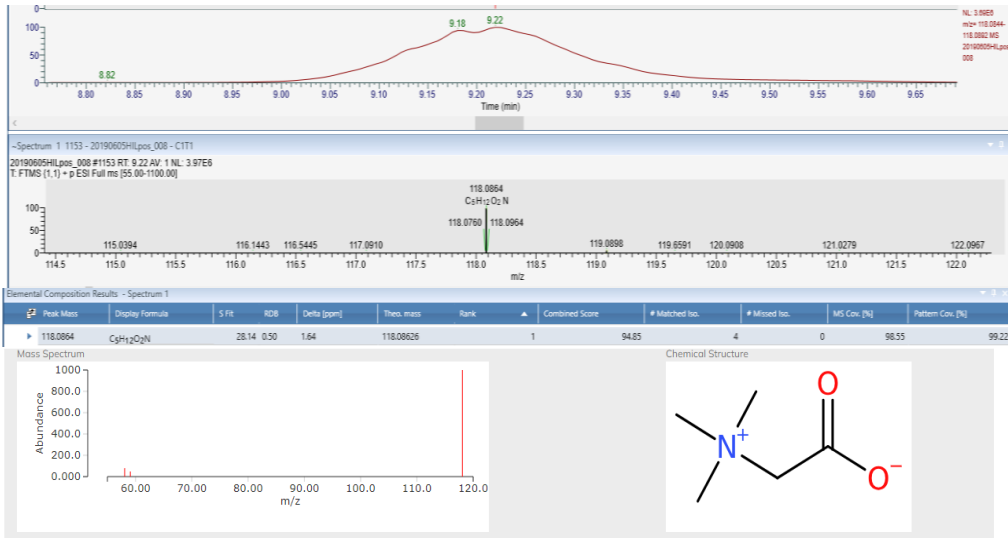 0
NL: 3.59E6
m/z= 118.0844-
118.0892 MS
20190605HILpos
008
100
9.18
9.22
50
8.82
0
8.80 8.85 8.90 8.95 9.00 9.05 9.10 9.15 9.20 9.25 9.30 9.35 9.40 9.45 9.50 9.55 9.60 9.65
Time (min)
~Spectrum 1 1153 - 20190605HILpos_008 - C1T1
20190605HILpos_008 #1153 RT: 9.22 AV: 1 NL: 3.97E6
T: FTMS {1,1} + p ESI Full ms [55.00-1100.00]
118.0864
C5H12O2 N
100
118.0760 118.0964
50
115.0394 116.1443 116.5445 117.0910 119.0898 119.6591 120.0908 121.0279 122.0967
0
114.5 115.0 115.5 116.0 116.5 117.0 117.5 118.0 118.5 119.0 119.5 120.0 120.5 121.0 121.5 122.0
m/z
Elemental Composition Results - Spectrum 1
Peak Mass Display Formula S Fit RDB Delta [ppm] Theo. mass Rank Combined Score # Matched Iso. # Missed Iso. MS Cov. [%] Pattern Cov. [%]
118.0864 C5H12O2N 28.14 0.50 1.64 118.08626 1 94.85 4 0 98.55 99.22
Mass Spectrum
1000
800.0
600.0
400.0
200.0
0.000
Abundance
60.00 70.00 80.00 90.00 100.0 110.0 120.0
m/z
Chemical Structure
O
N+
O−